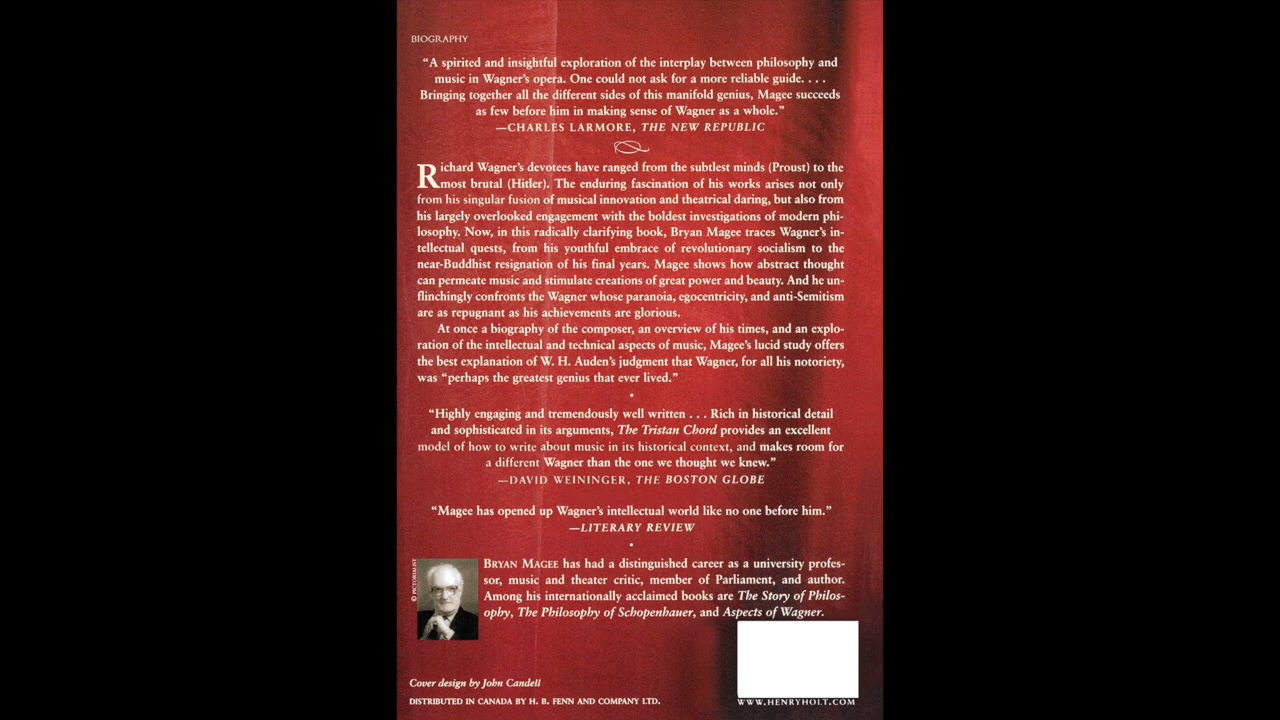 BIOGRAPHY
“A spirited and insightful exploration of the interplay between philosophy and
music in Wagner’s opera. One could not ask for a more reliable guide. . . .
Bringing together all the different sides of this manifold genius, Magee succeeds
as few before him in making sense of Wagner as a whole.”
—CHARLES LARMORE, THE NEW REPUBLIC
Richard Wagner’s devotees have ranged from the subtlest minds (Proust) to the
most brutal (Hitler). The enduring fascination of his works arises not only
from his singular fusion of musical innovation and theatrical daring, but also from
his largely overlooked engagement with the boldest investigations of modern phi-
losophy. Now, in this radically clarifying book, Bryan Magee traces Wagner’s in-
tellectual quests, from his youthful embrace of revolutionary socialism to the
near-Buddhist resignation of his final years. Magee shows how abstract thought
can permeate music and stimulate creations of great power and beauty. And he un-
flinchingly confronts the Wagner whose paranoia, egocentricity, and anti-Semitism
are as repugnant as his achievements are glorious.
At once a biography of the composer, an overview of his times, and an explo-
ration of the intellectual and technical aspects of music, Magee’s lucid study offers
the best explanation of W. H. Auden’s judgment that Wagner, for all his notoriety,
was “perhaps the greatest genius that ever lived.”
“Highly engaging and tremendously well written . . . Rich in historical detail
and sophisticated in its arguments, The Tristan Chord provides an excellent
model of how to write about music in its historical context, and makes room for
a different Wagner than the one we thought we knew.”
—DAVID WEININGER, THE BOSTON GLOBE
“Magee has opened up Wagner’s intellectual world like no one before him.”
—LITERARY REVIEW
© PICTORIALIST
BRYAN MAGEE has had a distinguished career as a university profes-
sor, music and theater critic, member of Parliament, and author.
Among his internationally acclaimed books are The Story of Philos-
ophy, The Philosophy of Schopenhauer, and Aspects of Wagner.
Cover design by John Candell
DISTRIBUTED IN CANADA BY H. B. FENN AND COMPANY LTD.
WWW.HENRYHOLT.COM